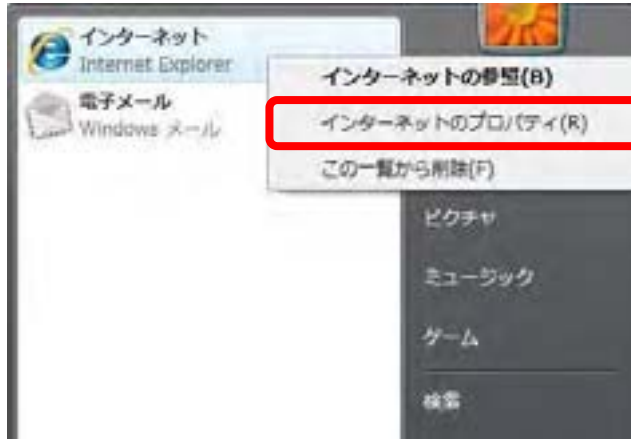 インターネット
Internet Explorer
電子メール
Windows メール
インターネットの参照(B)
インターネットのプロパティ(R)
この一覧から削除(F)
ピクチャ
ミュージック
ゲーム
検索